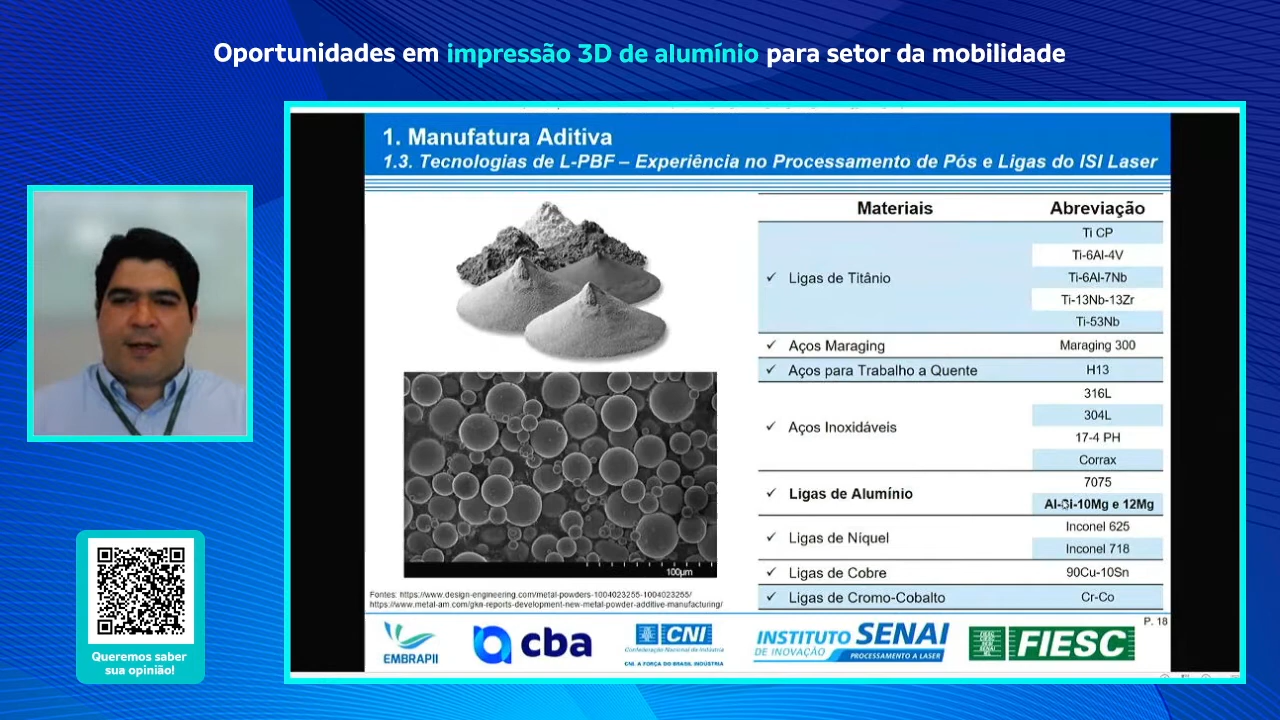 Oportunidades em impressão 3D de alumínio para setor da mobilidade
1. Manufatura Aditiva
1.3. Tecnologias de L-PBF – Experiência no Processamento de Pós e Ligas do ISI Laser
Materiais Abreviação
✓ Ligas de Titânio
Ti CP
Ti-6Al-4V
Ti-6Al-7Nb
Ti-13Nb-13Zr
Ti-53Nb
✓ Aços Maraging Maraging 300
✓ Aços para Trabalho a Quente H13
✓ Aços Inoxidáveis
316L
304L
17-4 PH
Corrax
✓ Ligas de Alumínio
7075
Al-Si-10Mg e 12Mg
✓ Ligas de Níquel
Inconel 625
Inconel 718
✓ Ligas de Cobre 90Cu-10Sn
✓ Ligas de Cromo-Cobalto Cr-Co
100µm
Fontes: https://www.design-engineering.com/metal-powders-1004023255-1004023255/
https://www.metal-am.com/gkn-reports-development-new-metal-powder-additive-manufacturing/
P. 18
EMBRAPII
cba
CNI
Confederação Nacional da Indústria
CNI. A FORÇA DO BRASIL INDÚSTRIA
INSTITUTO SENAI
DE INOVAÇÃO
PROCESSAMENTO A LASER
FIESC
Queremos saber
sua opinião!